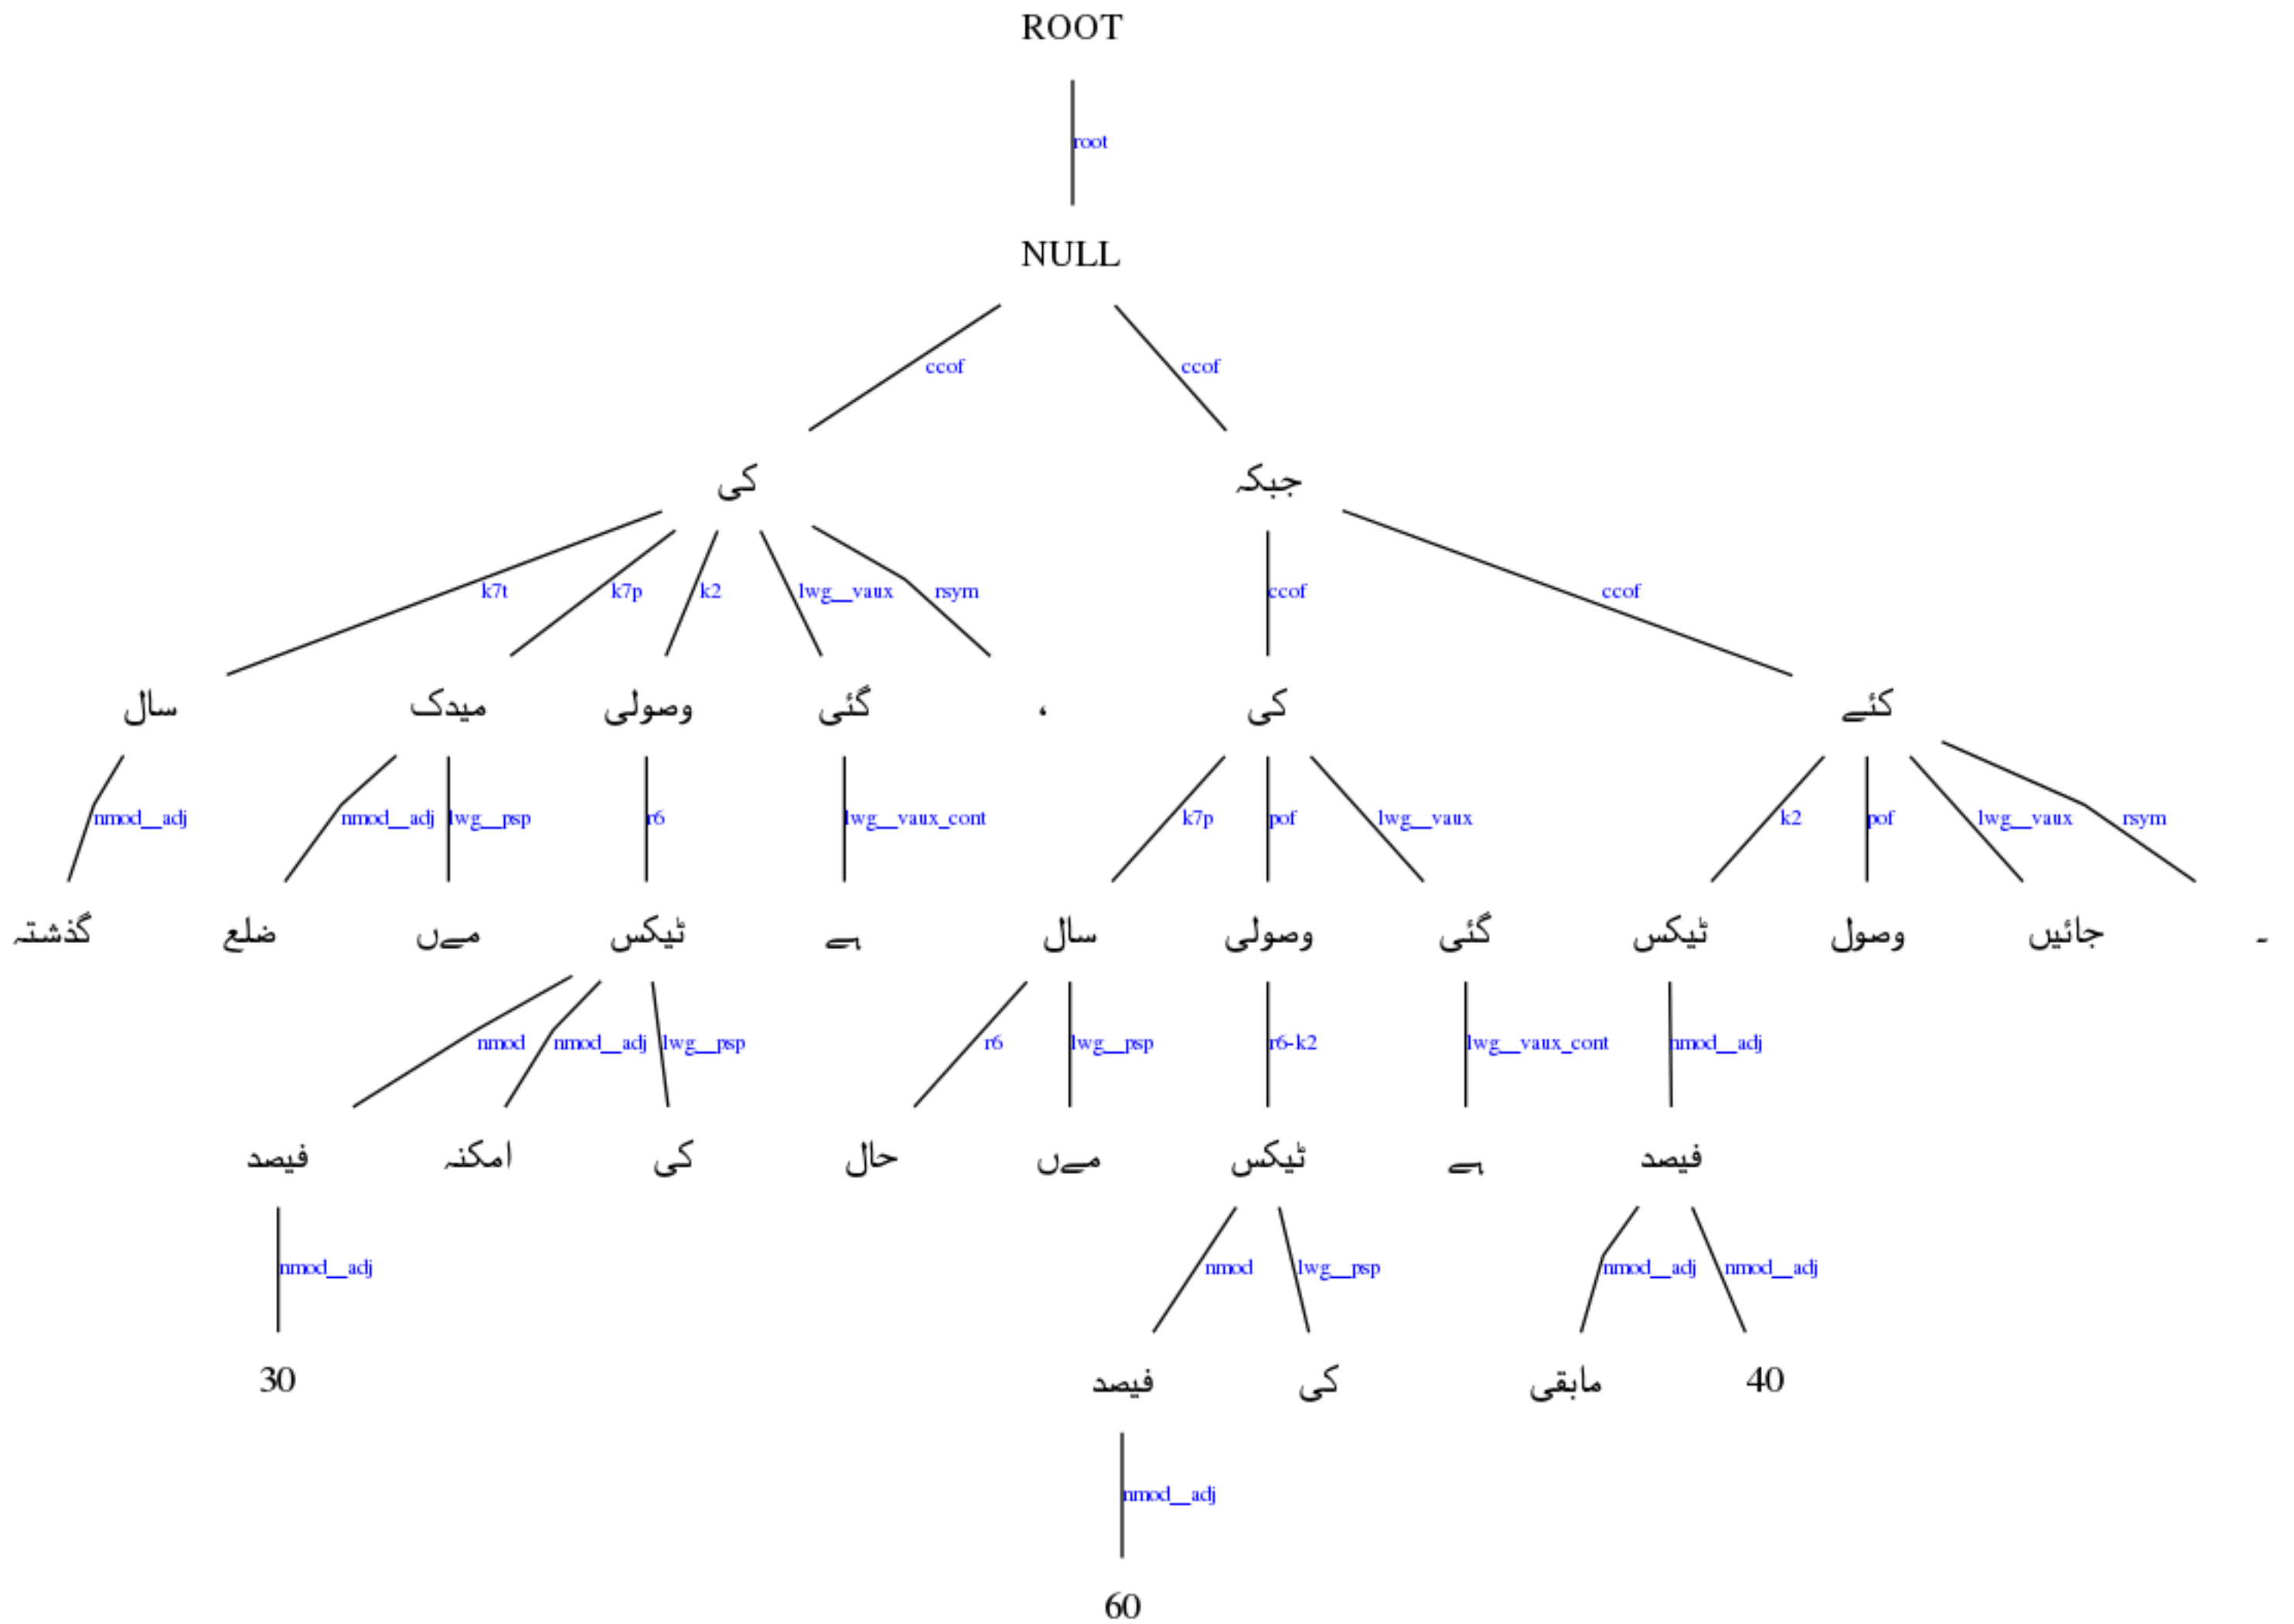 ROOT
root
NULL
ccof ccof
کی جبکہ
k7t k7p k2 lwg__vaux rsym ccof ccof
سال میدک وصولی گئی ، کی کئے
nmod__adj nmod__adj lwg__psp r6 lwg__vaux_cont k7p pof lwg__vaux k2 pof lwg__vaux rsym
گذشتہ ضلع مےں ٹیکس ہے سال وصولی گئی ٹیکس وصول جائیں ۔
nmod nmod__adj lwg__psp r6 lwg__psp r6-k2 lwg__vaux_cont nmod__adj
فیصد امکنہ کی حال مےں ٹیکس ہے فیصد
nmod__adj nmod lwg__psp nmod__adj nmod__adj
30 فیصد کی مابقی 40
nmod__adj
60